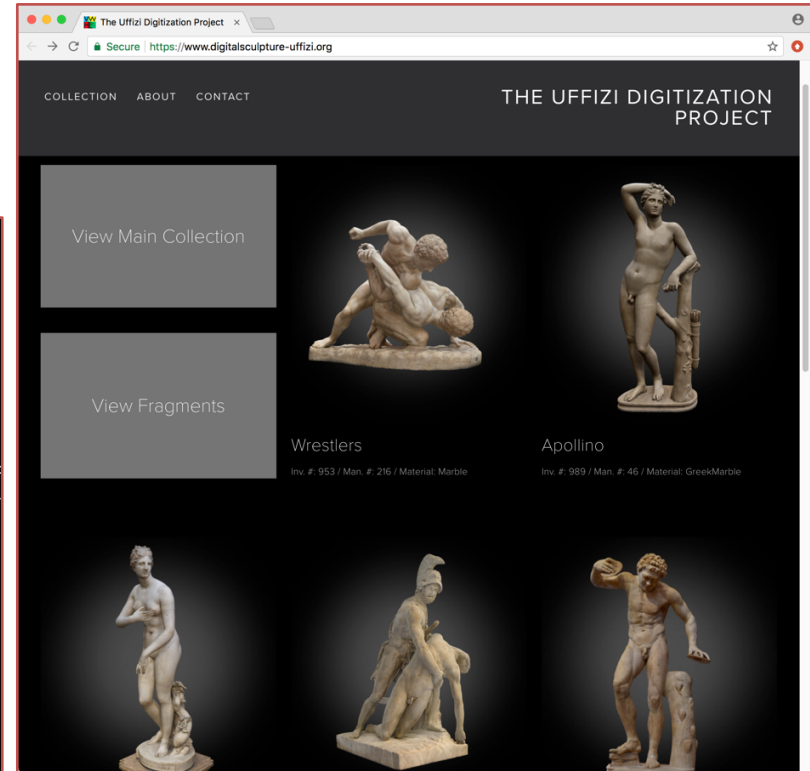 The Uffizi Digitization Project
Secure https://www.digitalsculpture-uffizi.org
COLLECTION ABOUT CONTACT
THE UFFIZI DIGITIZATION
PROJECT
View Main Collection
View Fragments
Wrestlers
Inv. #: 953 / Man. #: 216 / Material: Marble
Apollino
Inv. #: 989 / Man. #: 46 / Material: GreekMarble